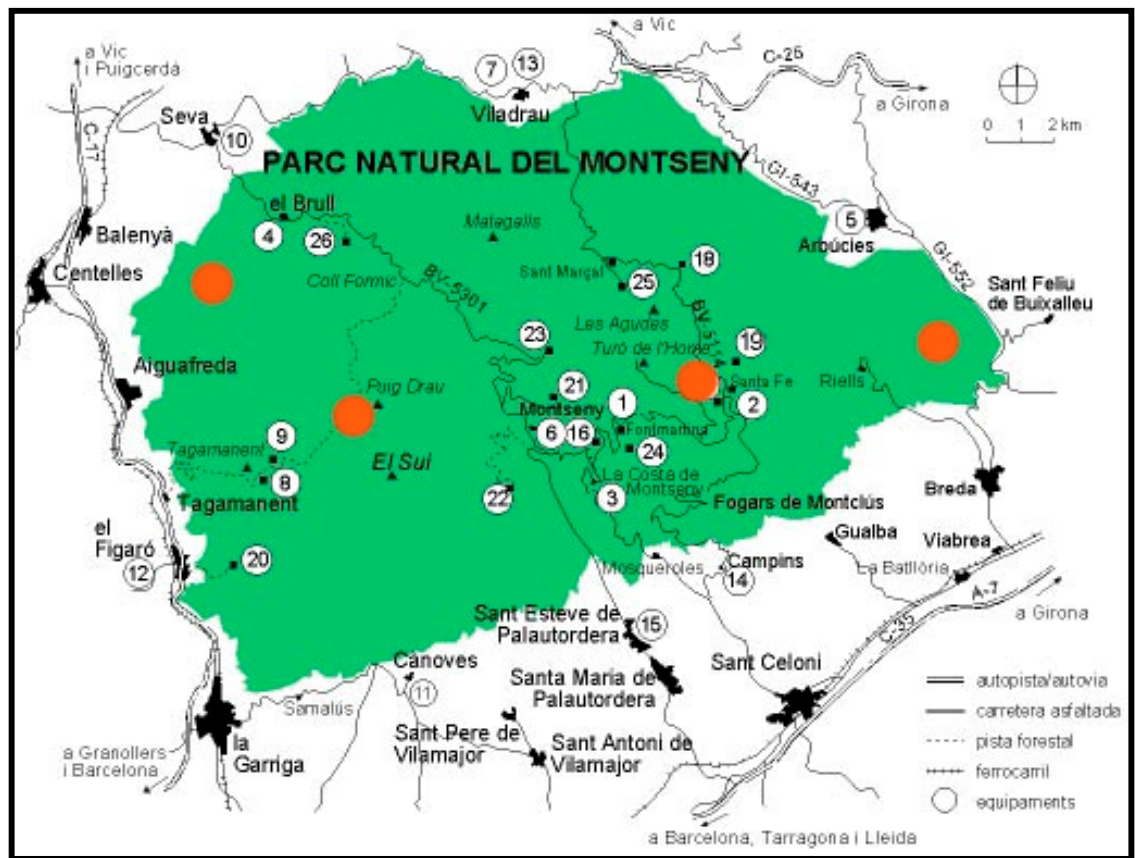 a Vic
i Puigcerdà
C-17
a Vic
C-25
a Girona
0 1 2 km
7
13
Viladrau
Seva
10
PARC NATURAL DEL MONTSENY
GI-543
el Brull
4
26
Matagalls
5
Arbúcies
GI-552
Balenyà
Centelles
Coll Formic
BV-5301
Sant Marçal
18
25
Sant Feliu
de Buixalleu
Les Agudes
BV-5114
23
Turó de l'Home
19
Aiguafreda
Puig Drau
21
1
Santa Fe
2
Riells
Montseny
6
16
Fontmartina
24
Tagamanent
9
8
Tagamanent
El Sui
22
La Costa de
Montseny
3
Fogars de Montclús
Breda
Gualba
Viabrea
el
Figaró
12
20
Mosqueroles
Campins
14
La Batllòria
A-7
a Girona
C-35
Sant Esteve de
Palautordera
15
Cànoves
11
Santa Maria de
Palautordera
Sant Celoni
Samalús
Sant Pere de
Vilamajor
Sant Antoni de
Vilamajor
la
Garriga
a Granollers
i Barcelona
autopista/autovia
carretera asfaltada
pista forestal
ferrocarril
equipaments
a Barcelona, Tarragona i Lleida